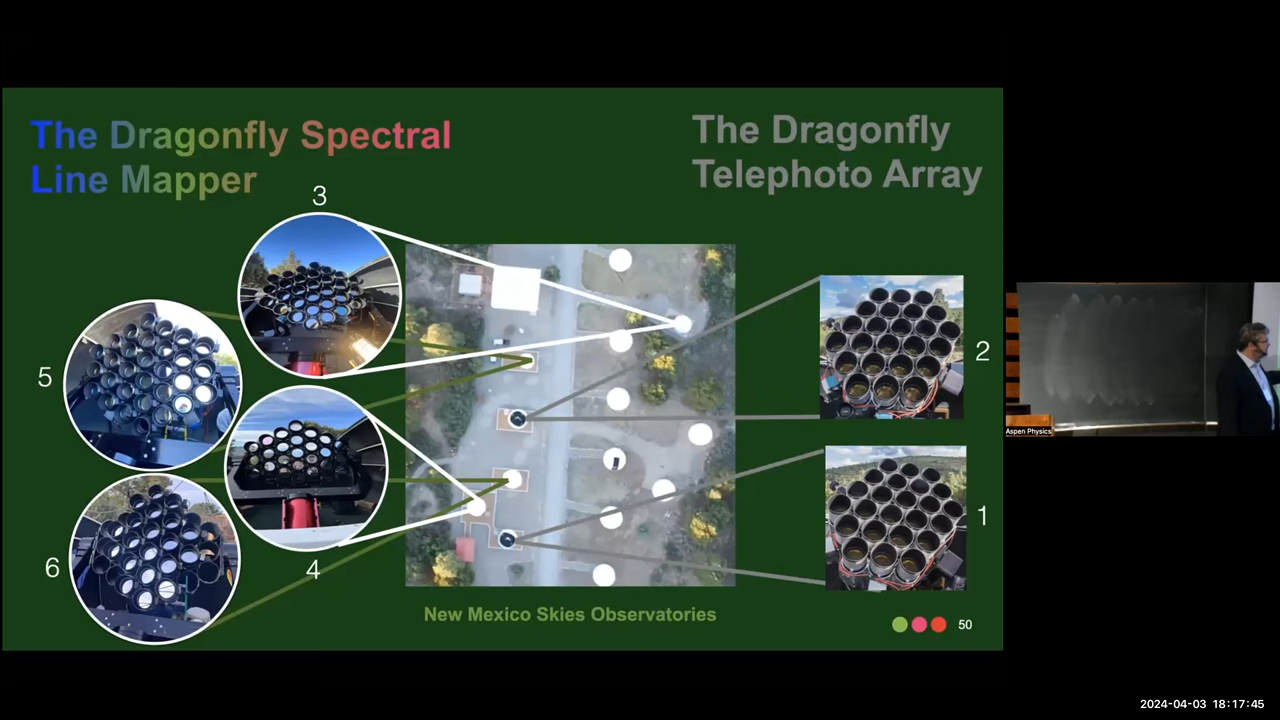 The Dragonfly Spectral
Line Mapper
The Dragonfly
Telephoto Array
3
5
4
6
2
1
New Mexico Skies Observatories
50
Aspen Physics
2024-04-03 18:17:45